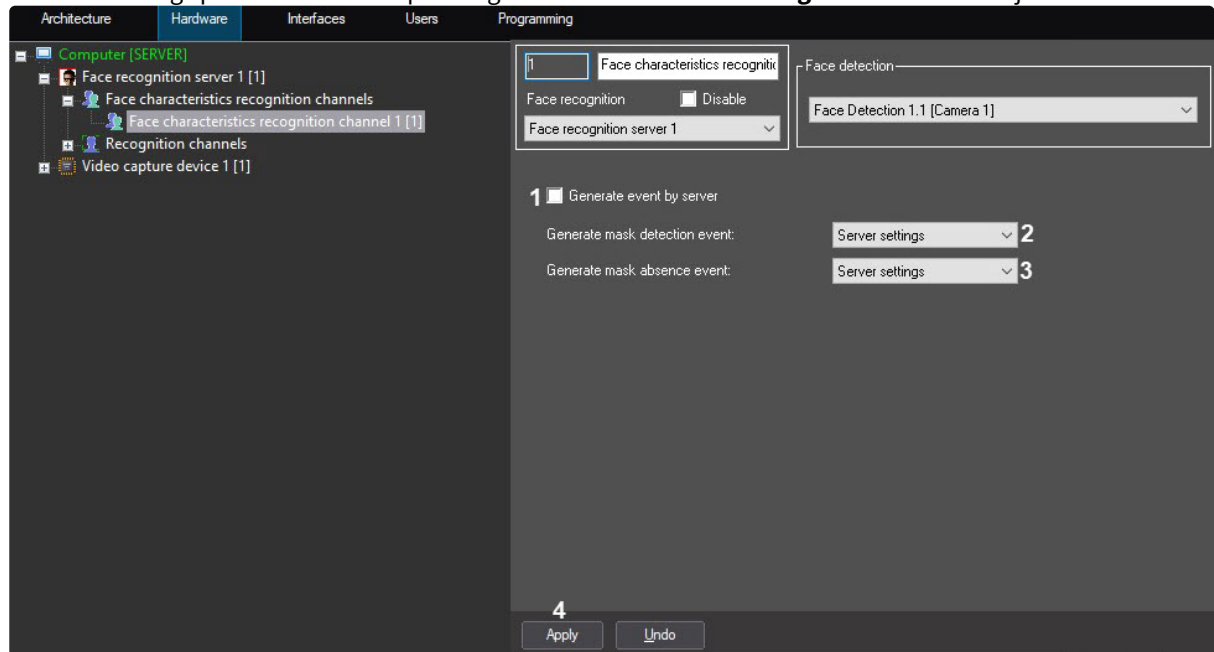 Architecture Hardware Interfaces Users Programming
Computer [SERVER]
Face recognition server 1 [1]
Face characteristics recognition channels
Face characteristics recognition channel 1 [1]
Recognition channels
Video capture device 1 [1]
1 Face characteristics recognitic
Face recognition Disable
Face recognition server 1
Face detection
Face Detection 1.1 [Camera 1]
1 Generate event by server
Generate mask detection event: Server settings 2
Generate mask absence event: Server settings 3
4
Apply Undo